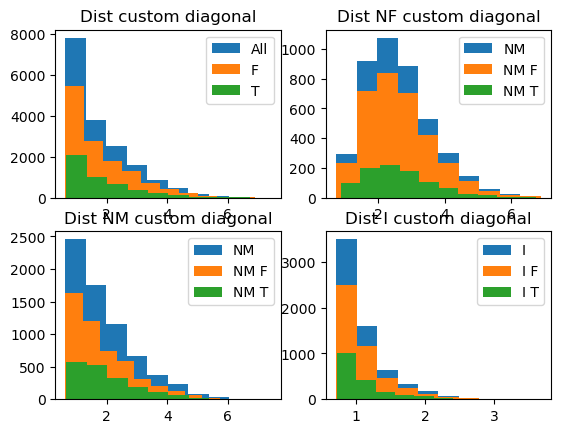 Dist custom diagonal
8000
6000
4000
2000
0
2 4 6
All
F
T
Dist NF custom diagonal
1000
800
600
400
200
0
2 4 6
NM
NM F
NM T
Dist NM custom diagonal
2500
2000
1500
1000
500
0
2 4 6
NM
NM F
NM T
Dist I custom diagonal
3000
2000
1000
0
1 2 3
I
I F
I T